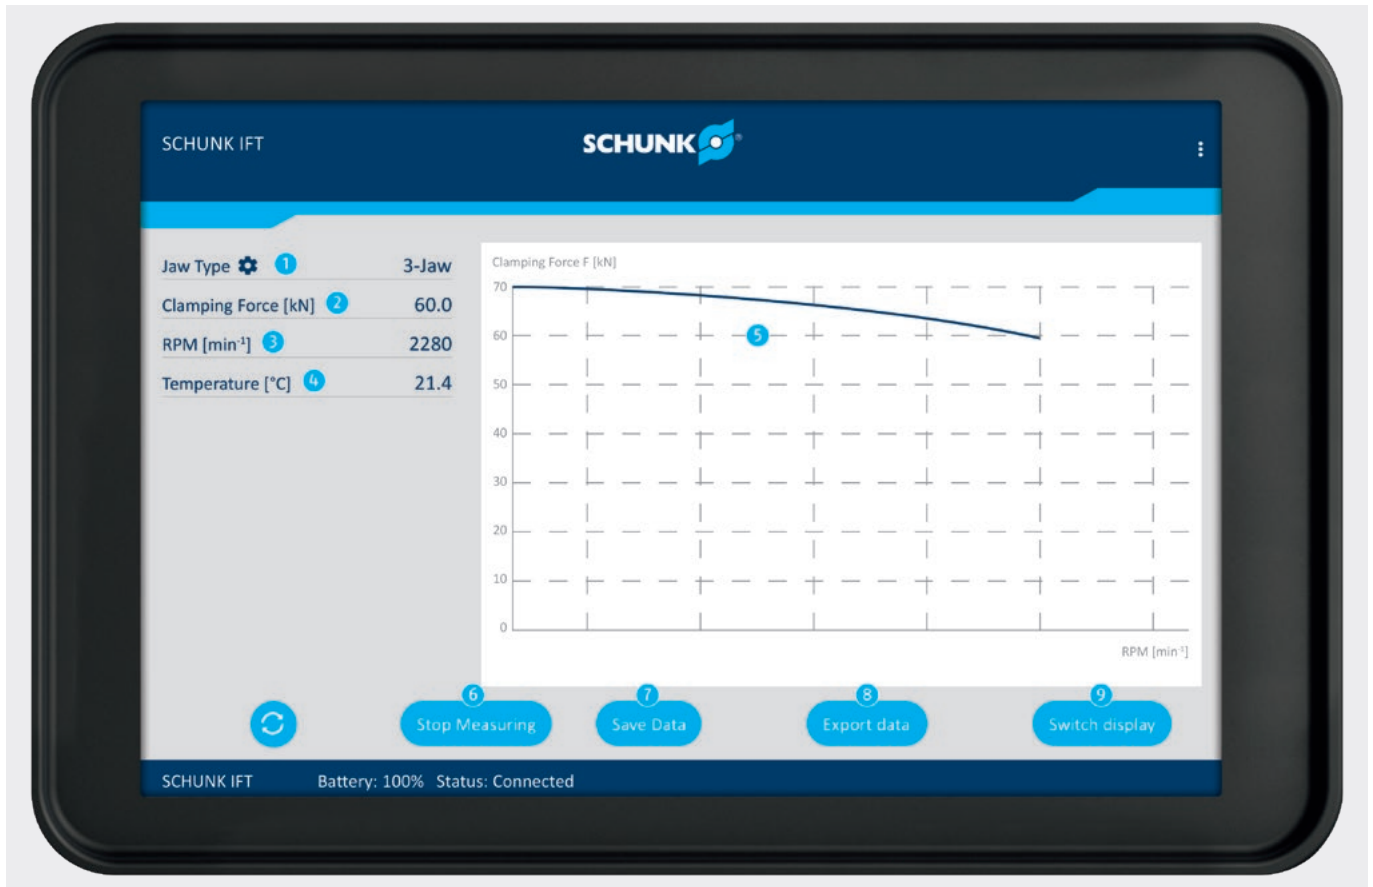 SCHUNK IFT
SCHUNK
Jaw Type 1 3-Jaw
Clamping Force [kN] 2 60.0
RPM [min-1] 3 2280
Temperature [°C] 4 21.4
Clamping Force F [kN]
70
60
5
50
40
30
20
10
0
RPM [min-1]
6 7 8 9
Stop Measuring Save Data Export data Switch display
SCHUNK IFT Battery: 100% Status: Connected